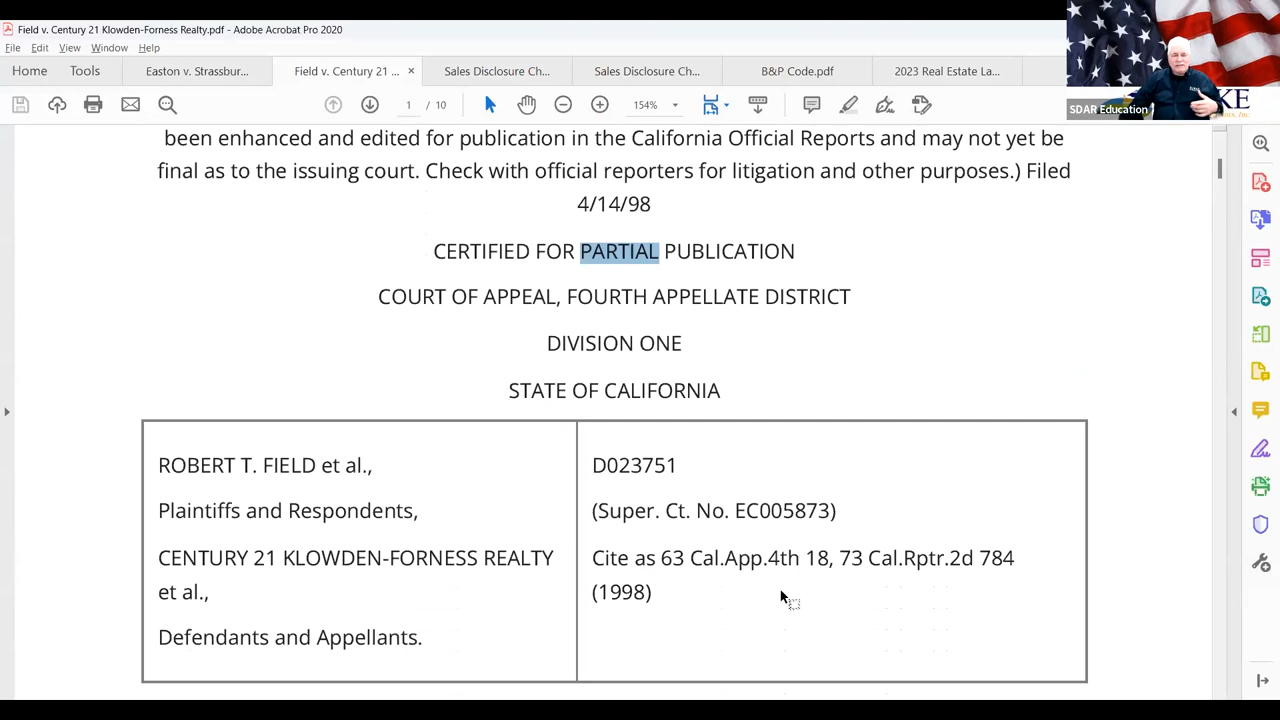 Field v. Century 21 Klowden-Forness Realty.pdf - Adobe Acrobat Pro 2020
File Edit View Window Help
Home Tools Easton v. Strassbur... Field v. Century 21 ... × Sales Disclosure Ch... Sales Disclosure Ch... B&P Code.pdf 2023 Real Estate La...
1 / 10 154%
SDAR Education
been enhanced and edited for publication in the California Official Reports and may not yet be
final as to the issuing court. Check with official reporters for litigation and other purposes.) Filed
4/14/98
CERTIFIED FOR PARTIAL PUBLICATION
COURT OF APPEAL, FOURTH APPELLATE DISTRICT
DIVISION ONE
STATE OF CALIFORNIA
ROBERT T. FIELD et al.,
Plaintiffs and Respondents,
CENTURY 21 KLOWDEN-FORNESS REALTY
et al.,
Defendants and Appellants.
D023751
(Super. Ct. No. EC005873)
Cite as 63 Cal.App.4th 18, 73 Cal.Rptr.2d 784
(1998)